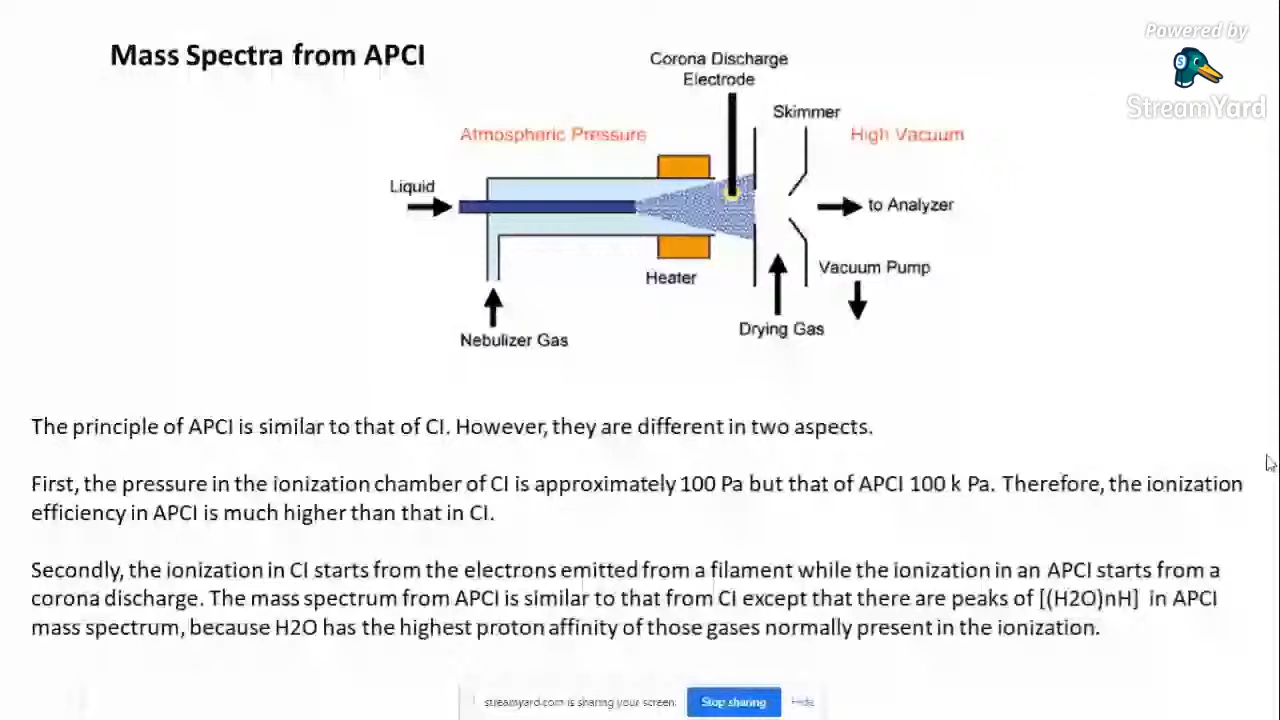 Mass Spectra from APCI
Powered by
StreamYard
Corona Discharge
Electrode
Skimmer
Atmospheric Pressure
High Vacuum
Liquid
to Analyzer
Vacuum Pump
Heater
Drying Gas
Nebulizer Gas
The principle of APCI is similar to that of CI. However, they are different in two aspects.
First, the pressure in the ionization chamber of CI is approximately 100 Pa but that of APCI 100 k Pa. Therefore, the ionization
efficiency in APCI is much higher than that in CI.
Secondly, the ionization in CI starts from the electrons emitted from a filament while the ionization in an APCI starts from a
corona discharge. The mass spectrum from APCI is similar to that from CI except that there are peaks of [(H2O)nH] in APCI
mass spectrum, because H2O has the highest proton affinity of those gases normally present in the ionization.
streamyard.com is sharing your screen.
Stop sharing
Hide